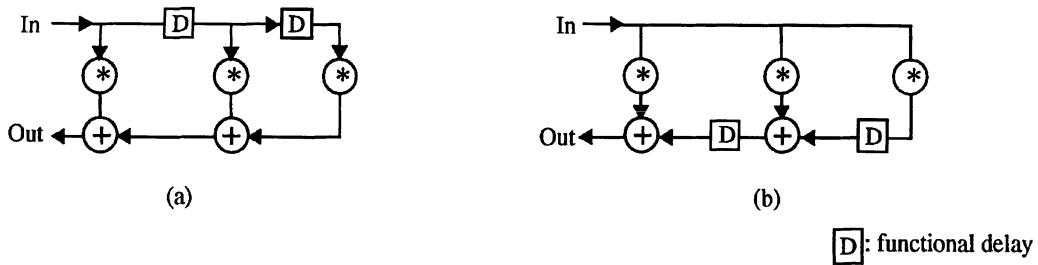 In D D
* * *
Out + +
(a)
In
* * *
Out + D + D
(b)
D: functional delay